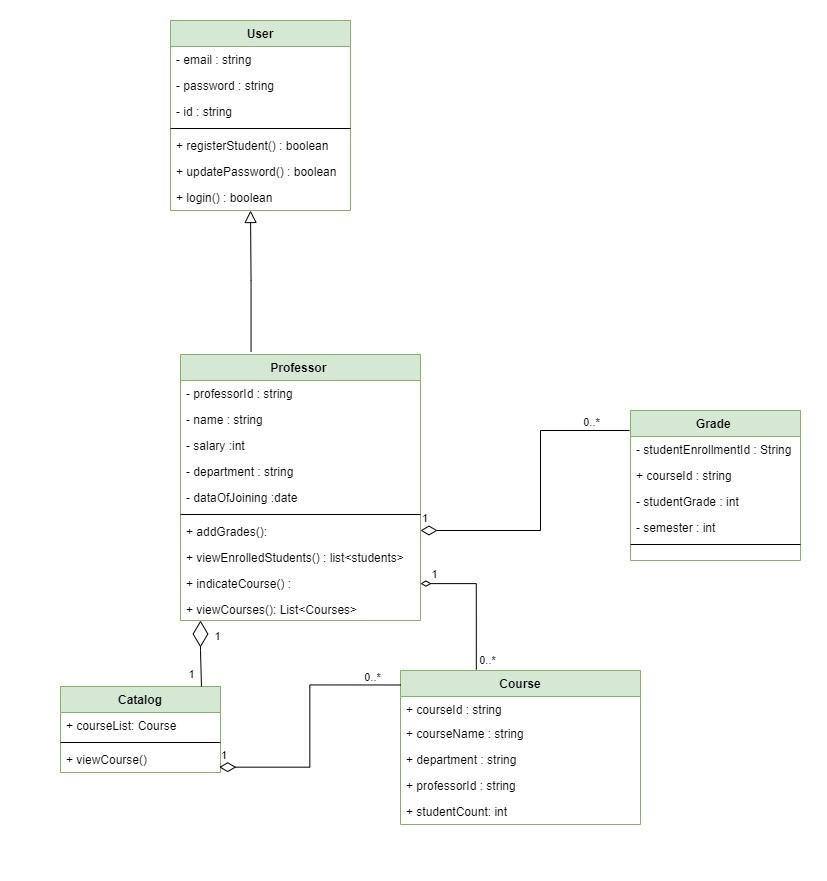 User
- email : string
- password : string
- id : string
+ registerStudent() : boolean
+ updatePassword() : boolean
+ login() : boolean
Professor
- professorId : string
- name : string
- salary :int
- department : string
- dataOfJoining :date
+ addGrades():
+ viewEnrolledStudents() : list<students>
+ indicateCourse() :
+ viewCourses(): List<Courses>
1
0..*
Grade
- studentEnrollmentId : String
+ courseId : string
- studentGrade : int
- semester : int
1
0..*
1
1
Catalog
+ courseList: Course
+ viewCourse()
1
0..*
Course
+ courseId : string
+ courseName : string
+ department : string
+ professorId : string
+ studentCount: int